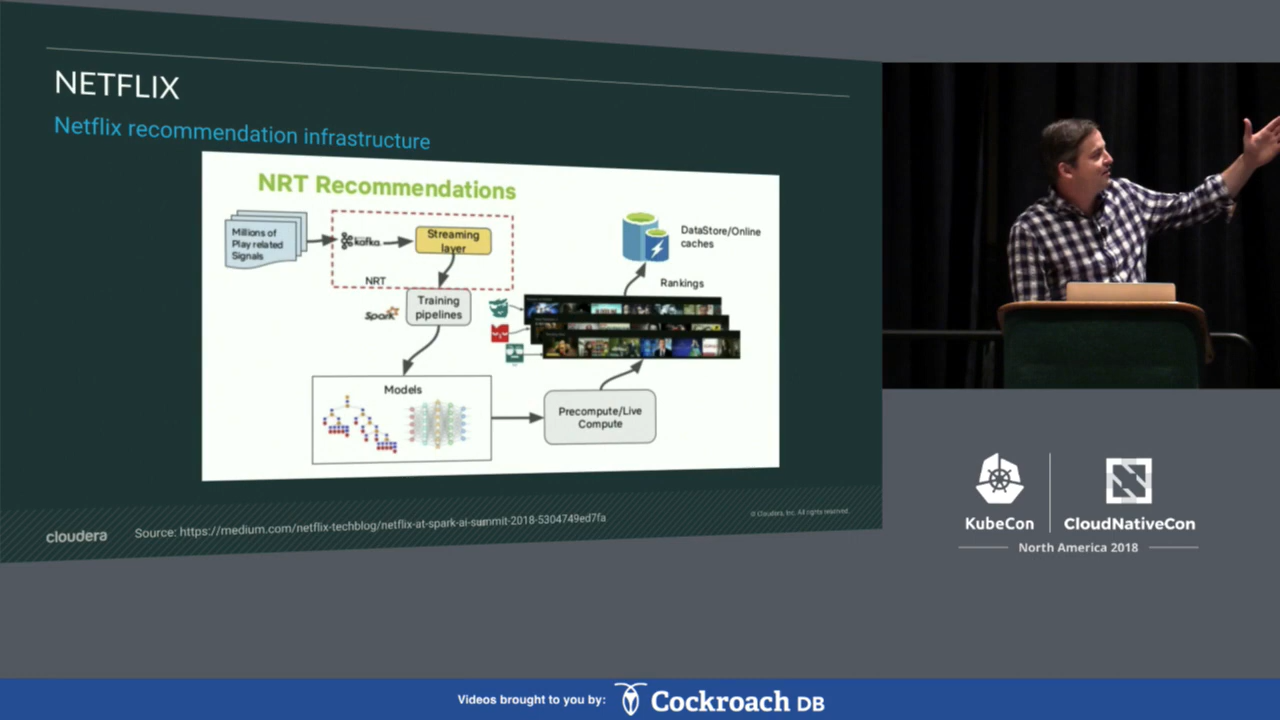 NETFLIX
Netflix recommendation infrastructure
NRT Recommendations
Millions of
Play related
Signals
kafka
Streaming
layer
NRT
Spark
Training
pipelines
DataStore/Online
caches
Rankings
Models
Precompute/Live
Compute
cloudera
Source: https://medium.com/netflix-techblog/netflix-at-spark-ai-summit-2018-5304749ed7fa
© Cloudera, Inc. All rights reserved.
KubeCon
CloudNativeCon
North America 2018
Videos brought to you by:
Cockroach DB